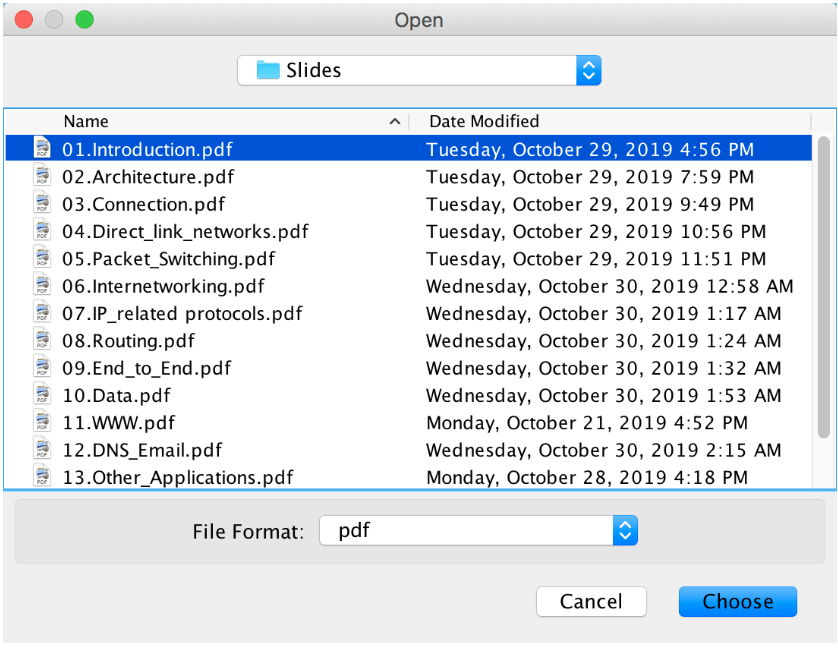 Open
Slides
Name Date Modified
01.Introduction.pdf Tuesday, October 29, 2019 4:56 PM
02.Architecture.pdf Tuesday, October 29, 2019 7:59 PM
03.Connection.pdf Tuesday, October 29, 2019 9:49 PM
04.Direct_link_networks.pdf Tuesday, October 29, 2019 10:56 PM
05.Packet_Switching.pdf Tuesday, October 29, 2019 11:51 PM
06.Internetworking.pdf Wednesday, October 30, 2019 12:58 AM
07.IP_related protocols.pdf Wednesday, October 30, 2019 1:17 AM
08.Routing.pdf Wednesday, October 30, 2019 1:24 AM
09.End_to_End.pdf Wednesday, October 30, 2019 1:32 AM
10.Data.pdf Wednesday, October 30, 2019 1:53 AM
11.WWW.pdf Monday, October 21, 2019 4:52 PM
12.DNS_Email.pdf Wednesday, October 30, 2019 2:15 AM
13.Other_Applications.pdf Monday, October 28, 2019 4:18 PM
File Format: pdf
Cancel Choose